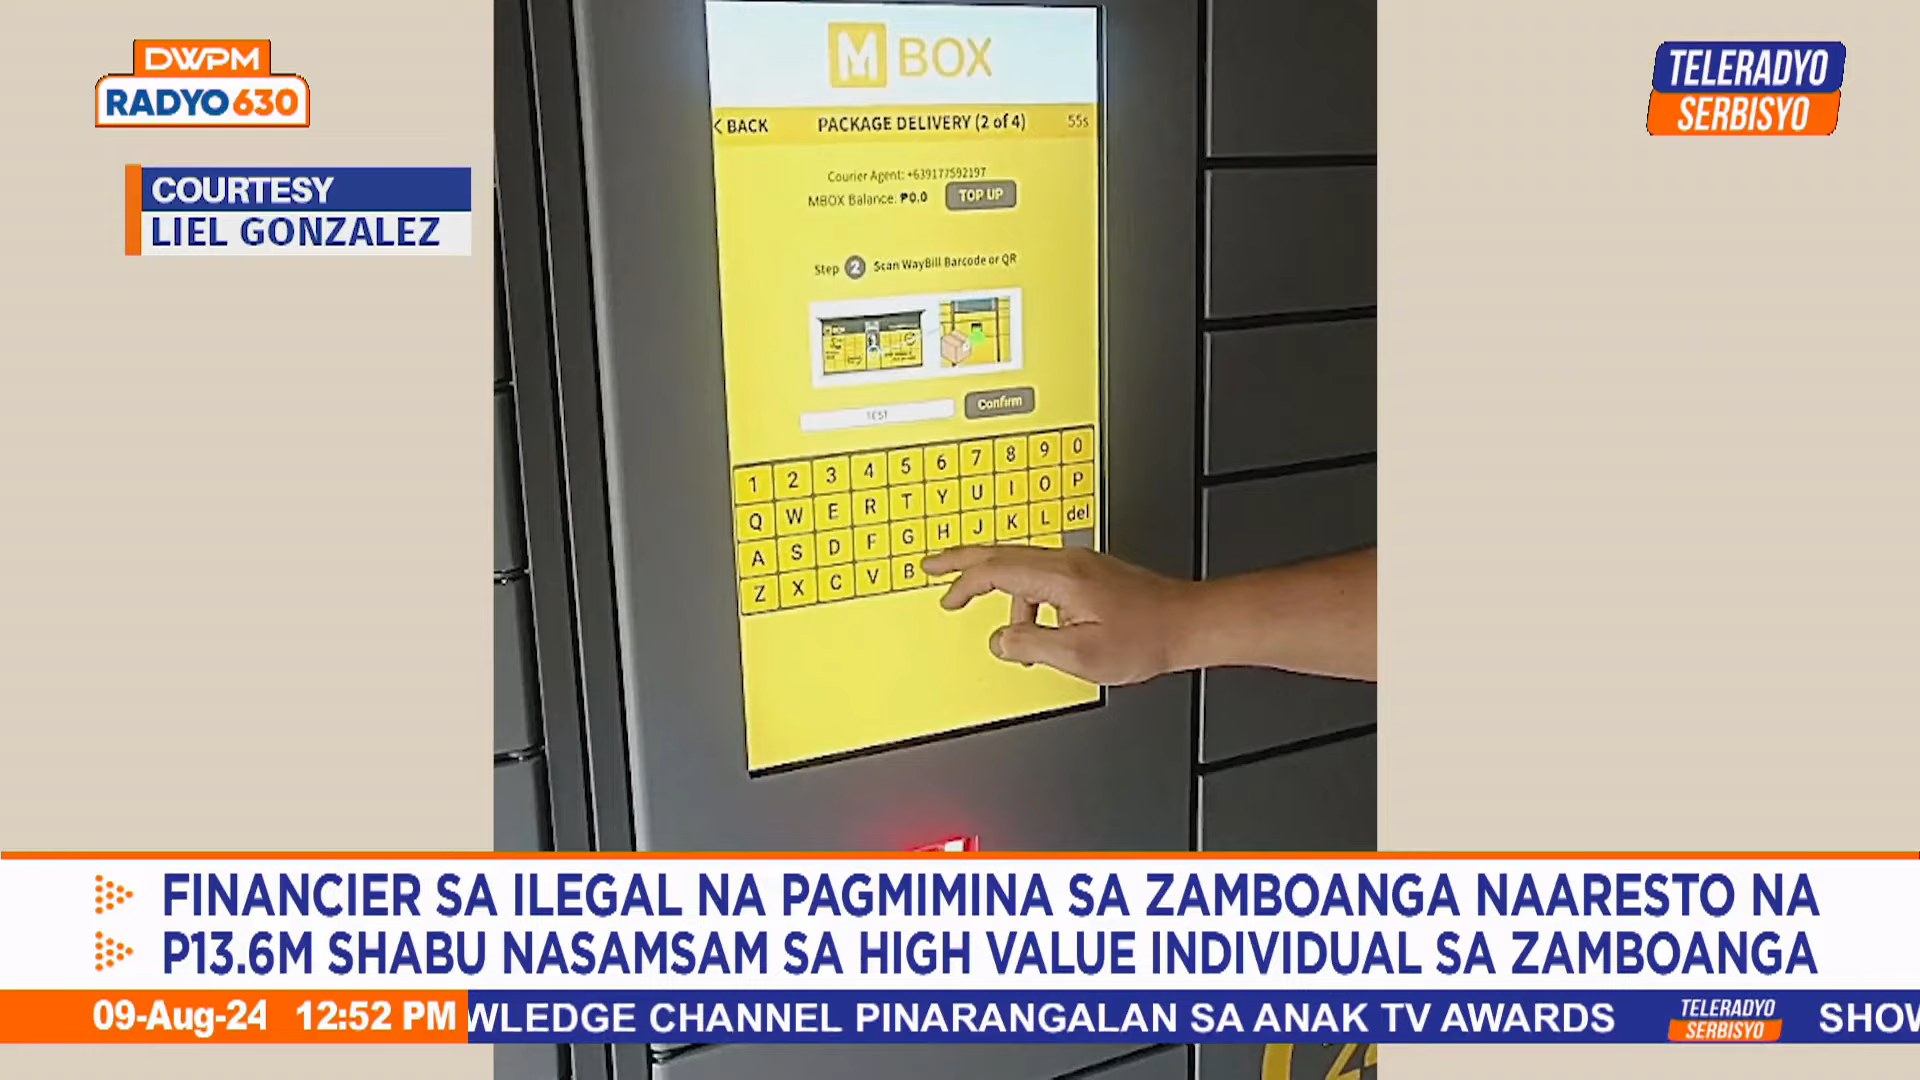 DWPM
RADYO 630
TELERADYO
SERBISYO
COURTESY
LIEL GONZALEZ
M BOX
< BACK
PACKAGE DELIVERY (2 of 4)
55s
Courier Agent: +639177592197
MBOX Balance: ₱0.0
TOP UP
Step 2 Scan WayBill Barcode or QR
TEST
Confirm
1 2 3 4 5 6 7 8 9 0
Q W E R T Y U I O P
A S D F G H J K L del
Z X C V B
FINANCIER SA ILEGAL NA PAGMIMINA SA ZAMBOANGA NAARESTO NA
P13.6M SHABU NASAMSAM SA HIGH VALUE INDIVIDUAL SA ZAMBOANGA
09-Aug-24 12:52 PM
WLEDGE CHANNEL PINARANGALAN SA ANAK TV AWARDS
TELERADYO
SERBISYO
SHOW